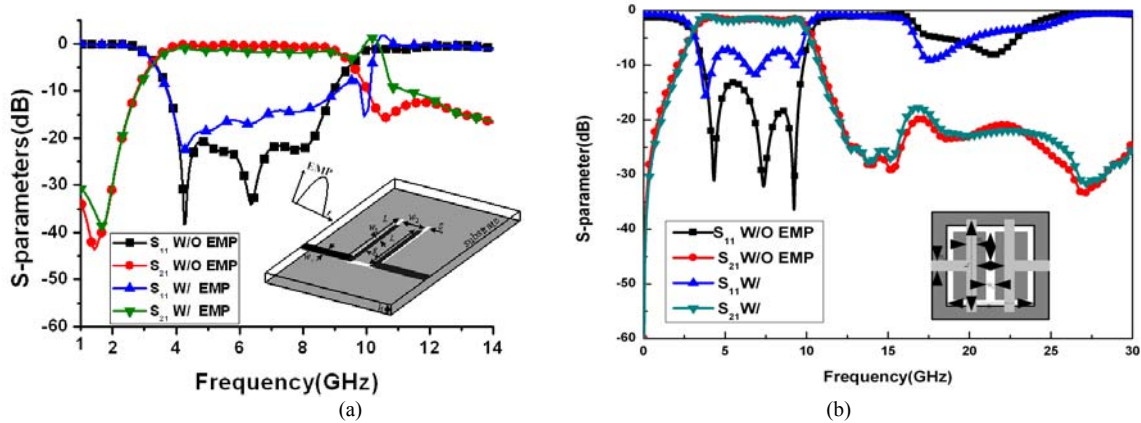 0
-10
-20
-30
-40
-50
-60
S-parameters(dB)
1 2 4 6 8 10 12 14
Frequency(GHz)
S11 W/O EMP
S21 W/O EMP
S11 W/ EMP
S21 W/ EMP
EMP
substrate
(a)
0
-10
-20
-30
-40
-50
-60
S-parameter(dB)
0 5 10 15 20 25 30
Frequency(GHz)
S11 W/O EMP
S21 W/O EMP
S11 W/
S21 W/
(b)